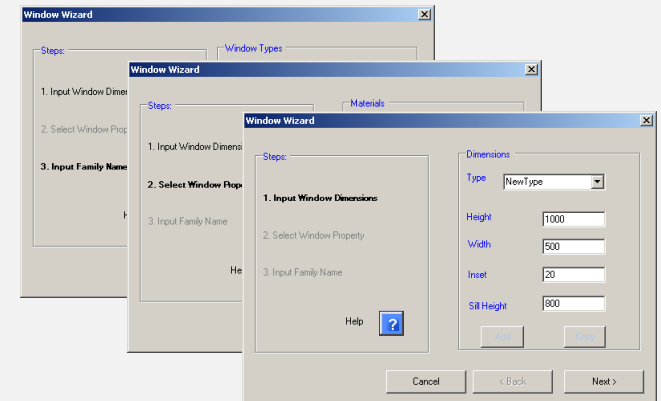 Window Wizard
Steps:
Window Types
1. Input Window Dimen
2. Select Window Prop
3. Input Family Name
H
Window Wizard
Steps:
Materials
1. Input Window Dimensi
2. Select Window Prope
3. Input Family Name
He
Window Wizard
Steps:
1. Input Window Dimensions
2. Select Window Property
3. Input Family Name
Help
?
Dimensions
Type NewType
Height 1000
Width 500
Inset 20
Sill Height 800
Add Copy
Cancel < Back Next >